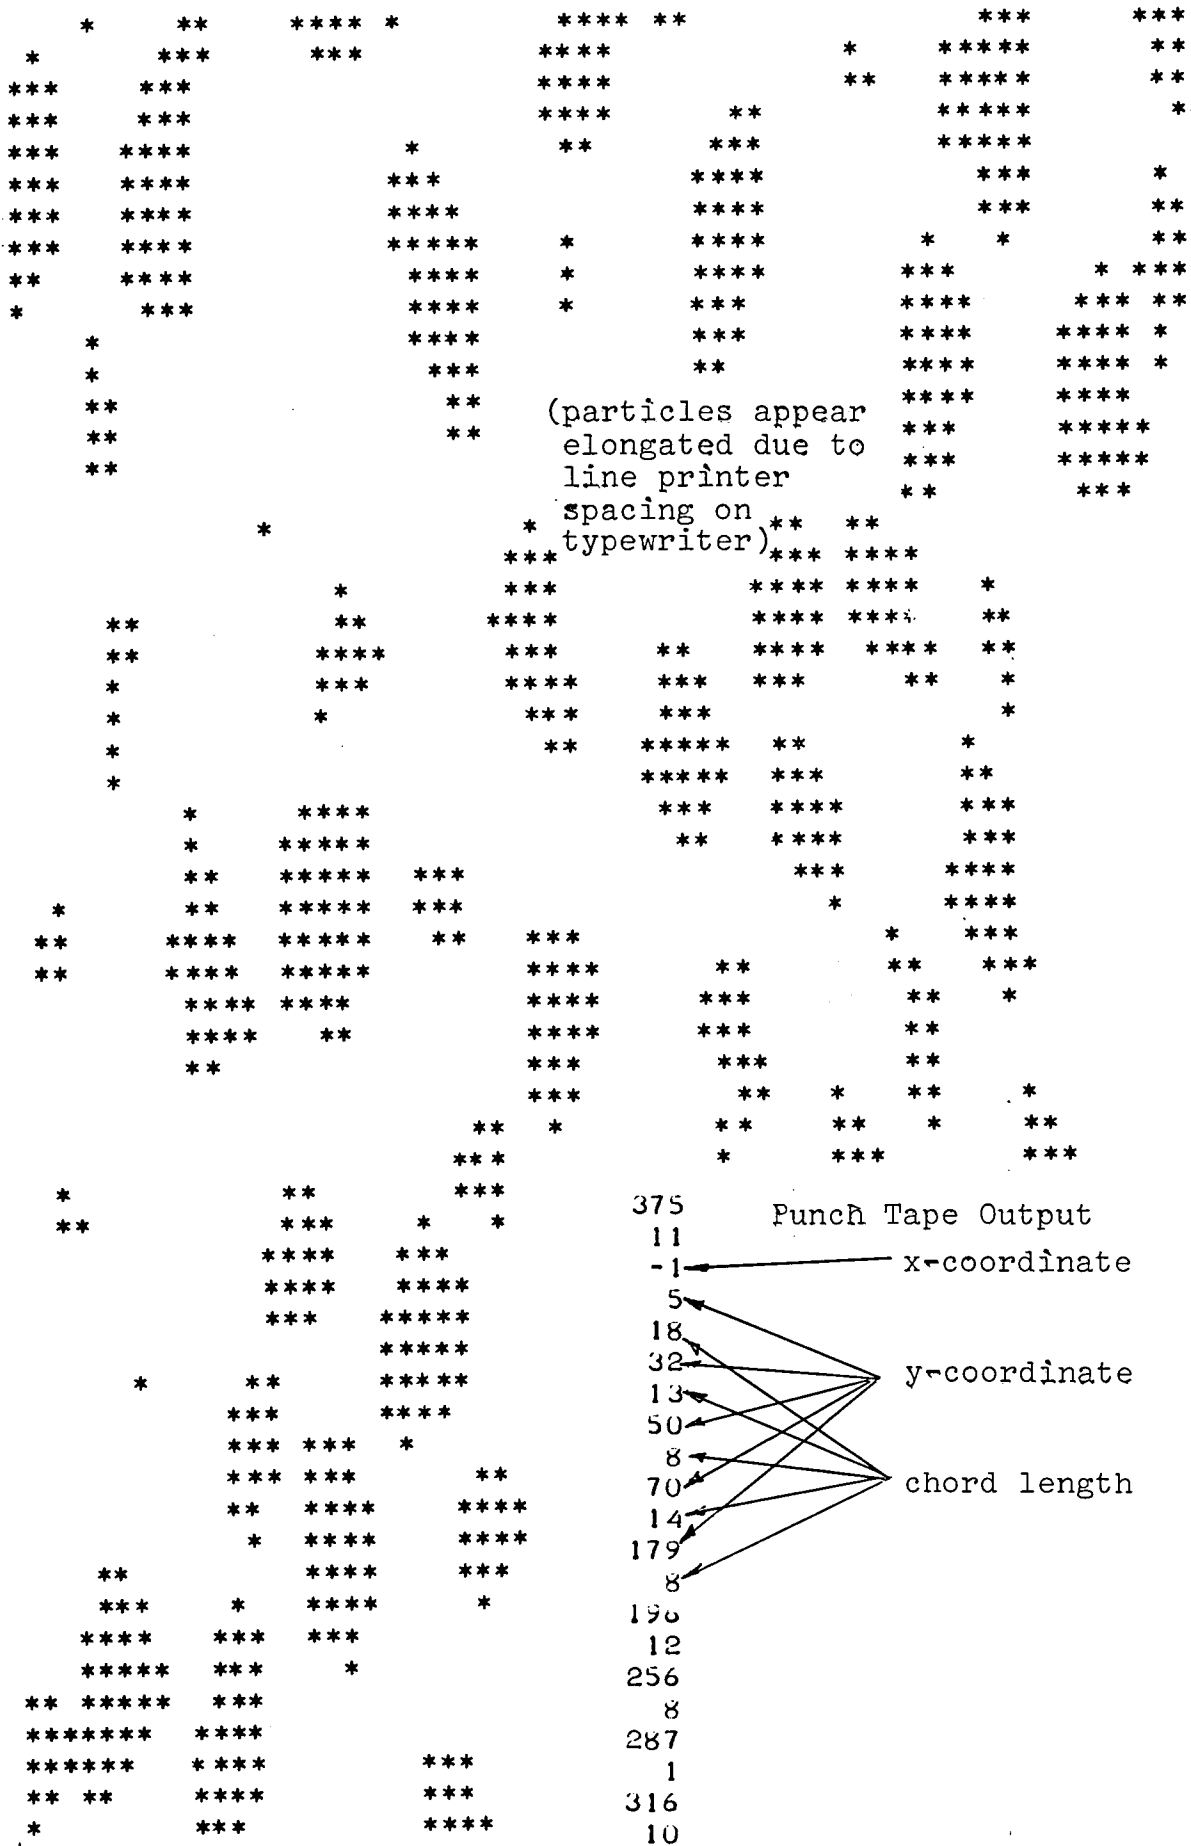 (particles appear
elongated due to
line printer
spacing on
typewriter)
375
Punch Tape Output
11
-1
x-coordinate
5
18
32
y-coordinate
13
50
8
70
chord length
14
179
8
12
256
8
287
1
316
10